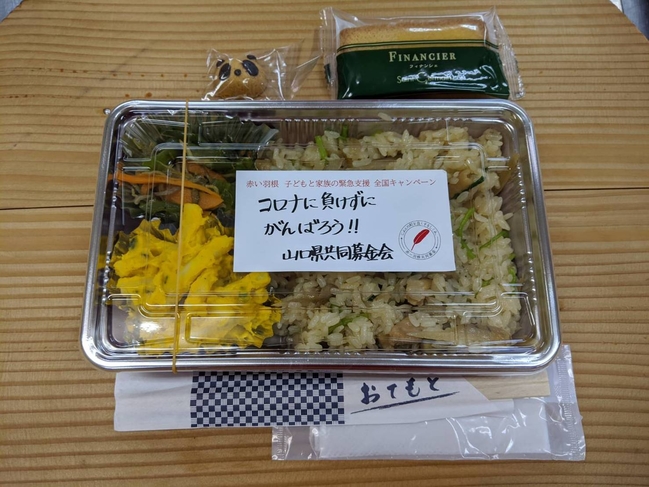 FINANCIER
フィナンシェ
赤い羽根 子どもと家族の緊急支援 全国キャンペーン
コロナに負けずに
がんばろう!!
山口県共同募金会
おてもと